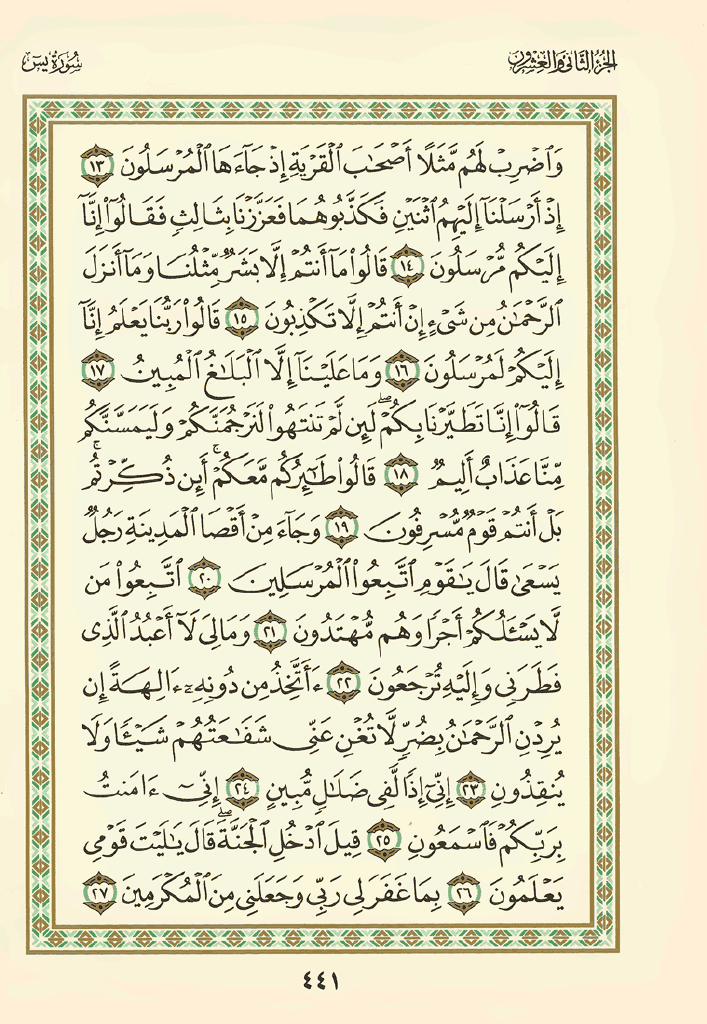 الجزء الثاني والعشرون
سورة يس
وَٱضۡرِبۡ لَهُم مَّثَلًا أَصۡحَٰبَ ٱلۡقَرۡيَةِ إِذۡ جَآءَهَا ٱلۡمُرۡسَلُونَ ١٣
إِذۡ أَرۡسَلۡنَآ إِلَيۡهِمُ ٱثۡنَيۡنِ فَكَذَّبُوهُمَا فَعَزَّزۡنَا بِثَالِثٖ فَقَالُوٓاْ إِنَّآ
إِلَيۡكُم مُّرۡسَلُونَ ١٤ قَالُواْ مَآ أَنتُمۡ إِلَّا بَشَرٞ مِّثۡلُنَا وَمَآ أَنزَلَ
ٱلرَّحۡمَٰنُ مِن شَيۡءٍ إِنۡ أَنتُمۡ إِلَّا تَكۡذِبُونَ ١٥ قَالُواْ رَبُّنَا يَعۡلَمُ إِنَّآ
إِلَيۡكُمۡ لَمُرۡسَلُونَ ١٦ وَمَا عَلَيۡنَآ إِلَّا ٱلۡبَلَٰغُ ٱلۡمُبِينُ ١٧
قَالُوٓاْ إِنَّا تَطَيَّرۡنَا بِكُمۡۖ لَئِن لَّمۡ تَنتَهُواْ لَنَرۡجُمَنَّكُمۡ وَلَيَمَسَّنَّكُم
مِّنَّا عَذَابٌ أَلِيمٞ ١٨ قَالُواْ طَٰٓئِرُكُم مَّعَكُمۡ أَئِن ذُكِّرۡتُمۚ
بَلۡ أَنتُمۡ قَوۡمٞ مُّسۡرِفُونَ ١٩ وَجَآءَ مِنۡ أَقۡصَا ٱلۡمَدِينَةِ رَجُلٞ
يَسۡعَىٰ قَالَ يَٰقَوۡمِ ٱتَّبِعُواْ ٱلۡمُرۡسَلِينَ ٢٠ ٱتَّبِعُواْ مَن
لَّا يَسۡـَٔلُكُمۡ أَجۡرٗا وَهُم مُّهۡتَدُونَ ٢١ وَمَالِيَ لَآ أَعۡبُدُ ٱلَّذِي
فَطَرَنِي وَإِلَيۡهِ تُرۡجَعُونَ ٢٢ ءَأَتَّخِذُ مِن دُونِهِۦٓ ءَالِهَةً إِن
يُرِدۡنِ ٱلرَّحۡمَٰنُ بِضُرّٖ لَّا تُغۡنِ عَنِّي شَفَٰعَتُهُمۡ شَيۡـٔٗا وَلَا
يُنقِذُونِ ٢٣ إِنِّيٓ إِذٗا لَّفِي ضَلَٰلٖ مُّبِينٍ ٢٤ إِنِّيٓ ءَامَنتُ
بِرَبِّكُمۡ فَٱسۡمَعُونِ ٢٥ قِيلَ ٱدۡخُلِ ٱلۡجَنَّةَۖ قَالَ يَٰلَيۡتَ قَوۡمِي
يَعۡلَمُونَ ٢٦ بِمَا غَفَرَ لِي رَبِّي وَجَعَلَنِي مِنَ ٱلۡمُكۡرَمِينَ ٢٧
٤٤١